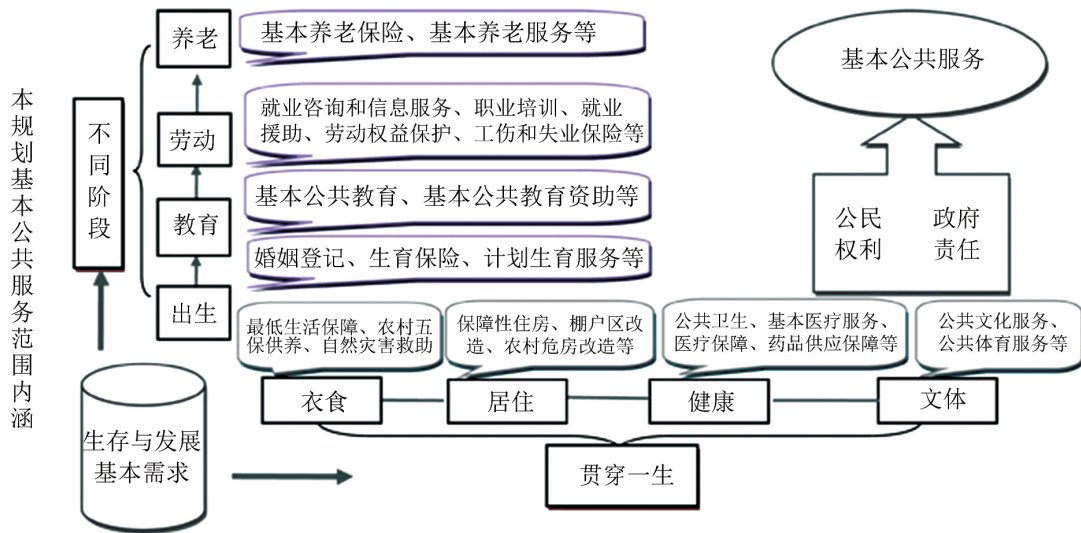 本规划基本公共服务范围内涵
不同阶段
养老
基本养老保险、基本养老服务等
劳动
就业咨询和信息服务、职业培训、就业
援助、劳动权益保护、工伤和失业保险等
教育
基本公共教育、基本公共教育资助等
出生
婚姻登记、生育保险、计划生育服务等
基本公共服务
公民
权利
政府
责任
最低生活保障、农村五
保供养、自然灾害救助
保障性住房、棚户区改
造、农村危房改造等
公共卫生、基本医疗服务、
医疗保障、药品供应保障等
公共文化服务、
公共体育服务等
衣食
居住
健康
文体
生存与发展
基本需求
贯穿一生